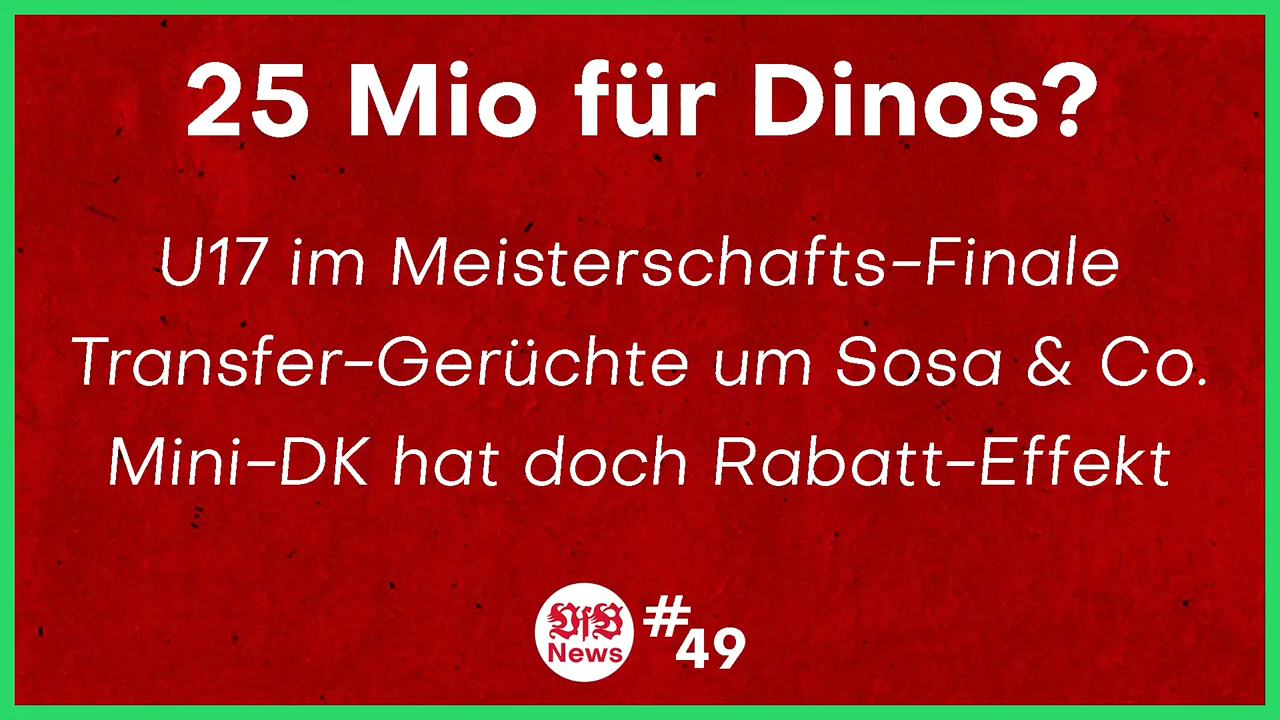 25 Mio für Dinos?
U17 im Meisterschafts-Finale
Transfer-Gerüchte um Sosa & Co.
Mini-DK hat doch Rabatt-Effekt
VfB
News
#49